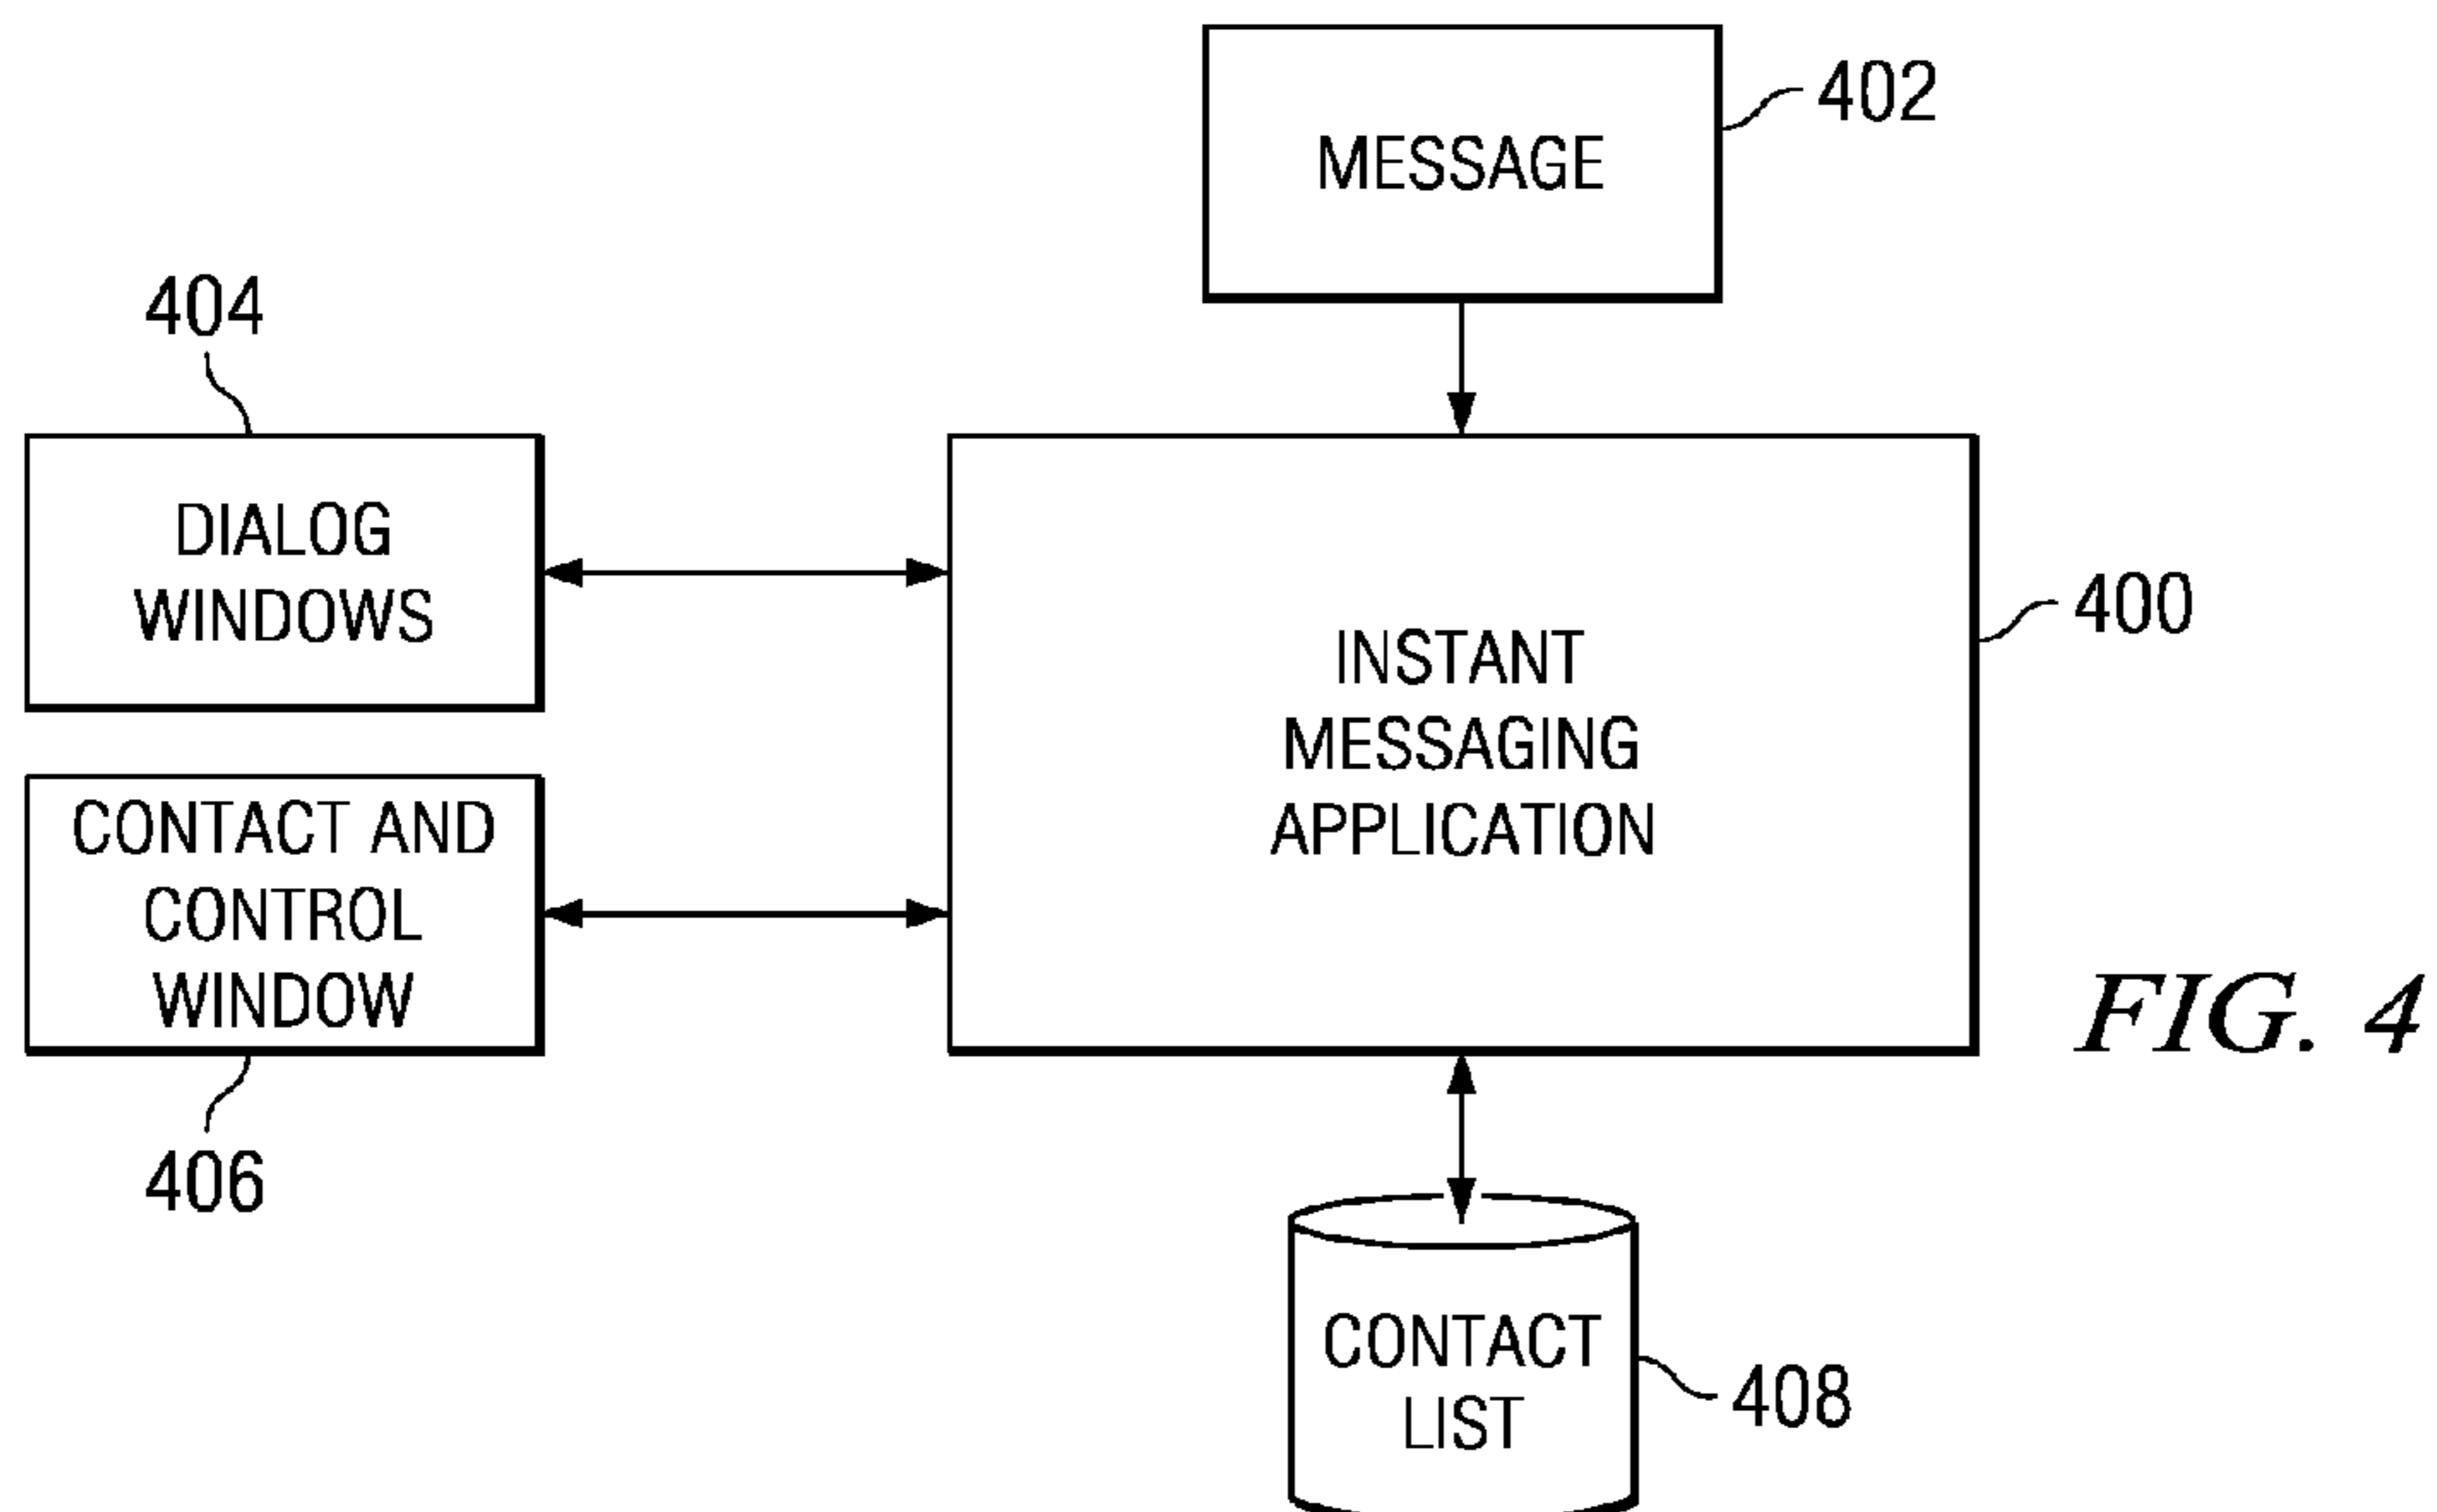 MESSAGE
402
404
DIALOG
WINDOWS
INSTANT
MESSAGING
APPLICATION
400
CONTACT AND
CONTROL
WINDOW
406
FIG. 4
CONTACT
LIST
408